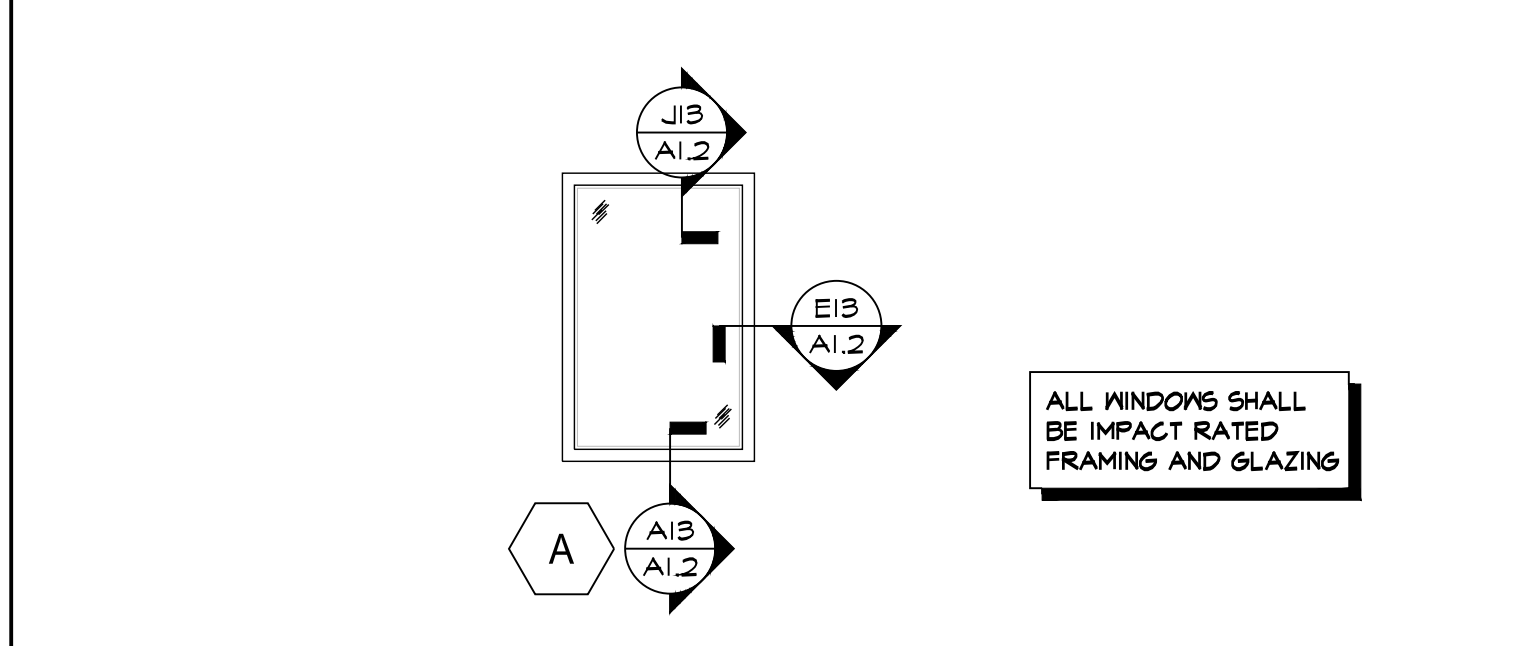 J13
A1.2
E13
A1.2
ALL WINDOWS SHALL
BE IMPACT RATED
FRAMING AND GLAZING
A
A13
A1.2